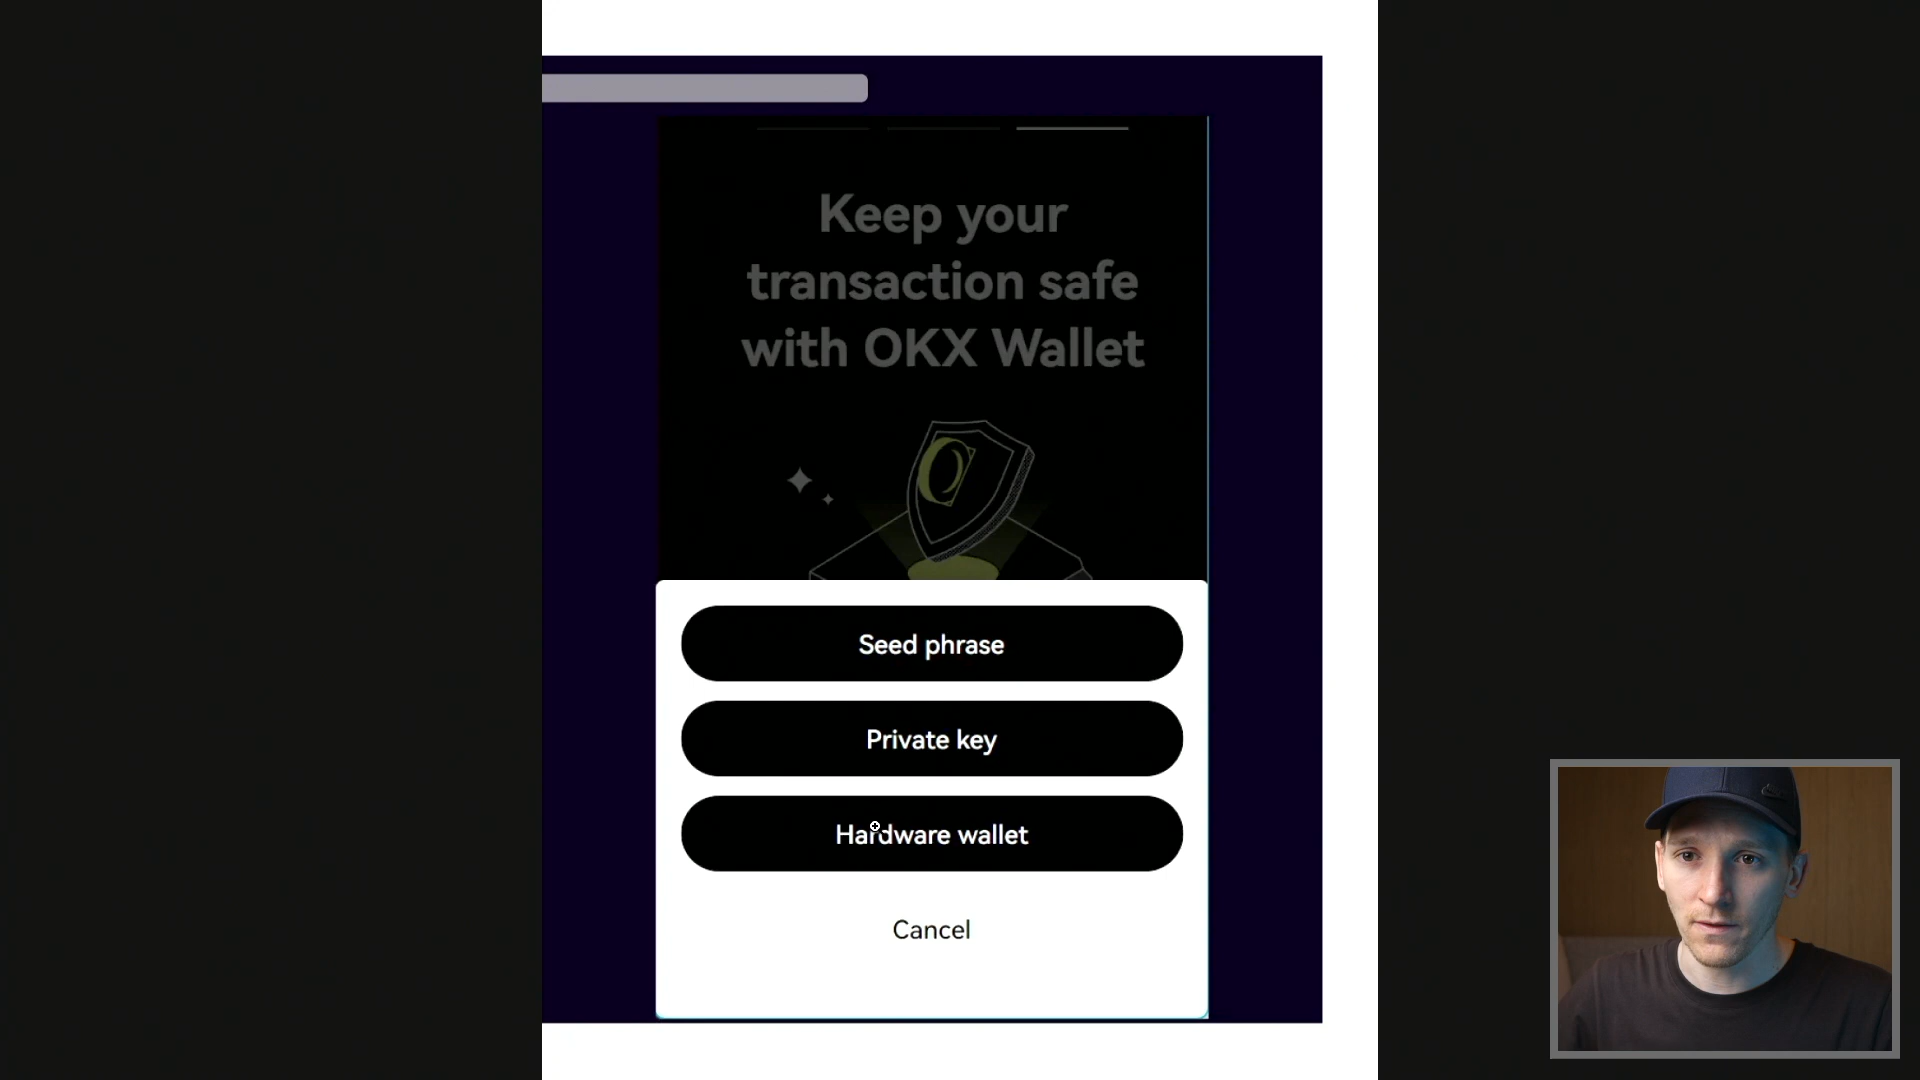 Keep your
transaction safe
with OKX Wallet
Seed phrase
Private key
Hardware wallet
Cancel